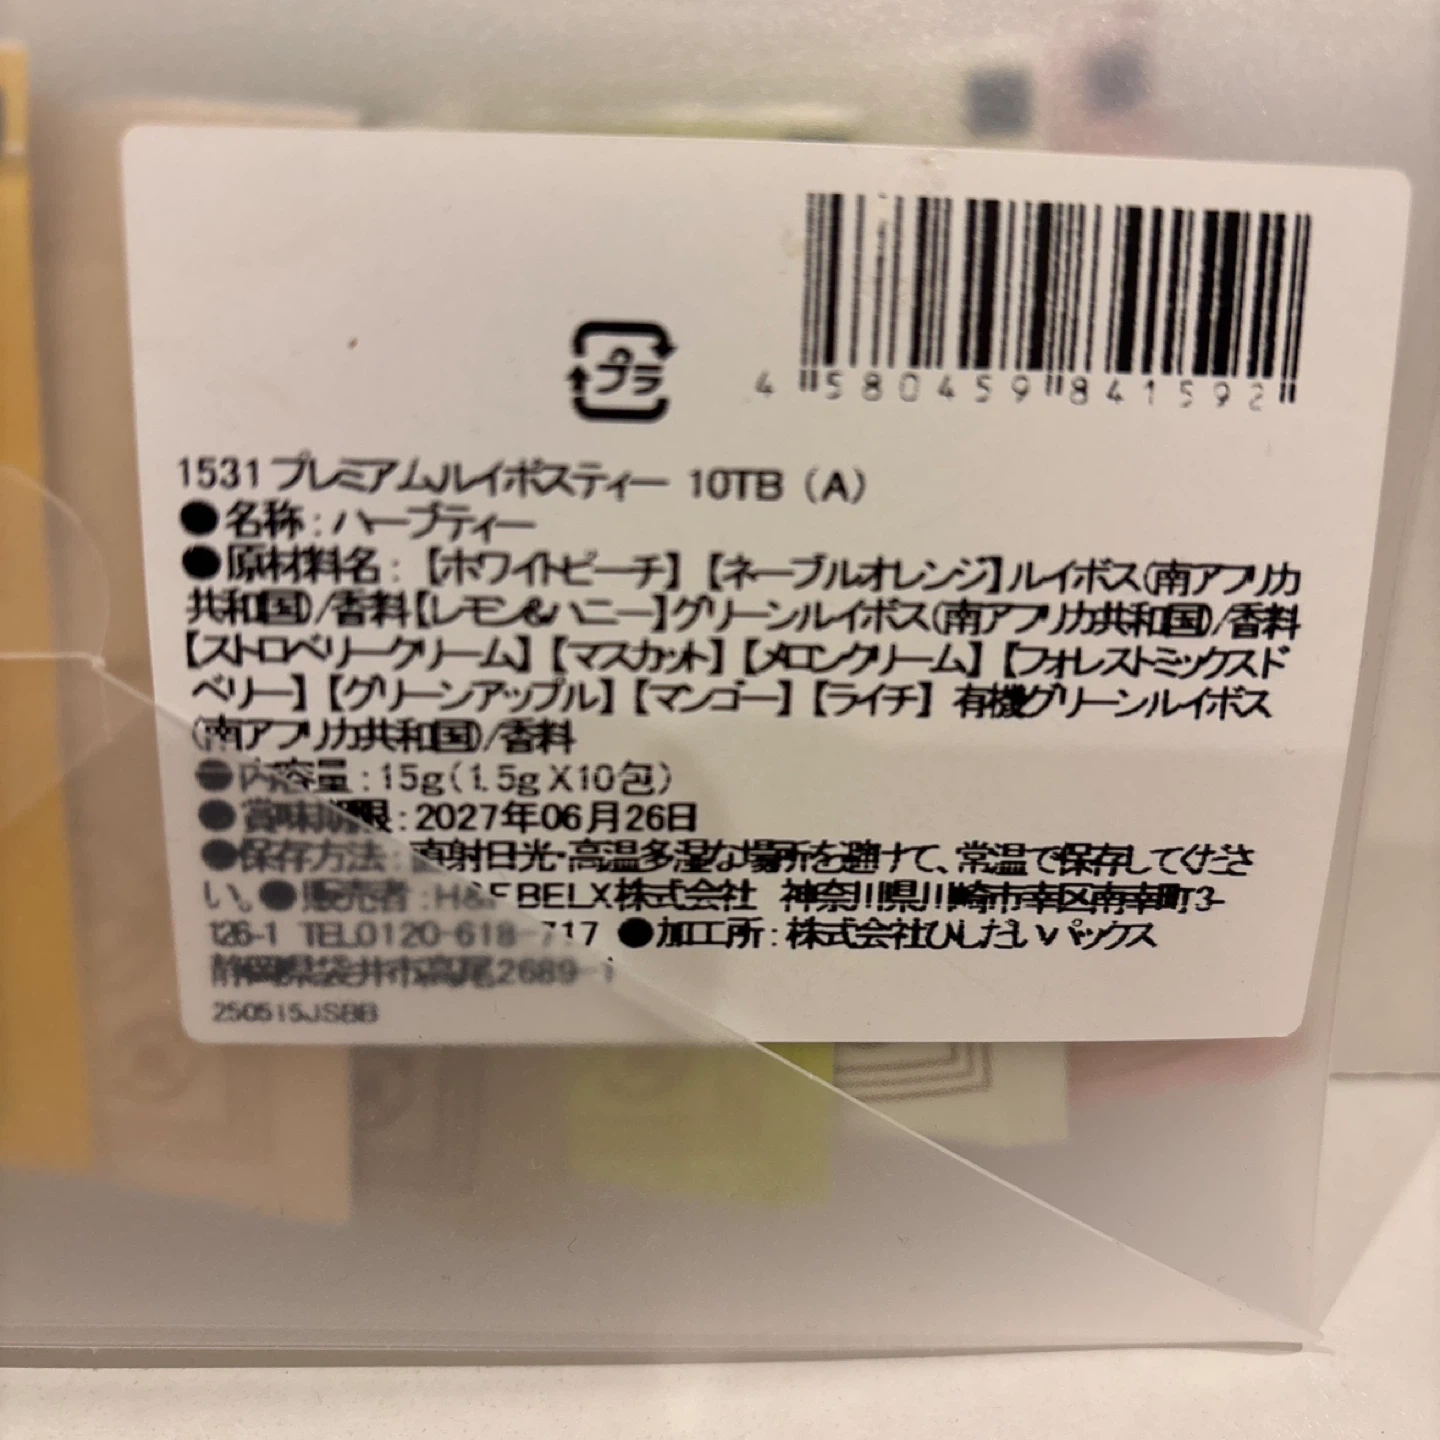 4 580459 841592
プラ
1531 プレミアムルイボスティー 10TB (A)
●名称:ハーブティー
●原材料名:【ホワイトピーチ】【ネーブルオレンジ】ルイボス(南アフリカ
共和国)/香料【レモン&ハニー】グリーンルイボス(南アフリカ共和国)/香料
【ストロベリークリーム】【マスカット】【メロンクリーム】【フォレストミックスド
ベリー】【グリーンアップル】【マンゴー】【ライチ】有機グリーンルイボス
(南アフリカ共和国)/香料
●内容量:15g(1.5gX10包)
●賞味期限:2027年06月26日
●保存方法:直射日光・高温多湿な場所を避けて、常温で保存してくださ
い。●販売者:H&F BELX株式会社 神奈川県川崎市幸区南幸町3-
126-1 TEL0120-618-717 ●加工所:株式会社ひしだいパックス
静岡県袋井市高尾2689-1
250515JSBB